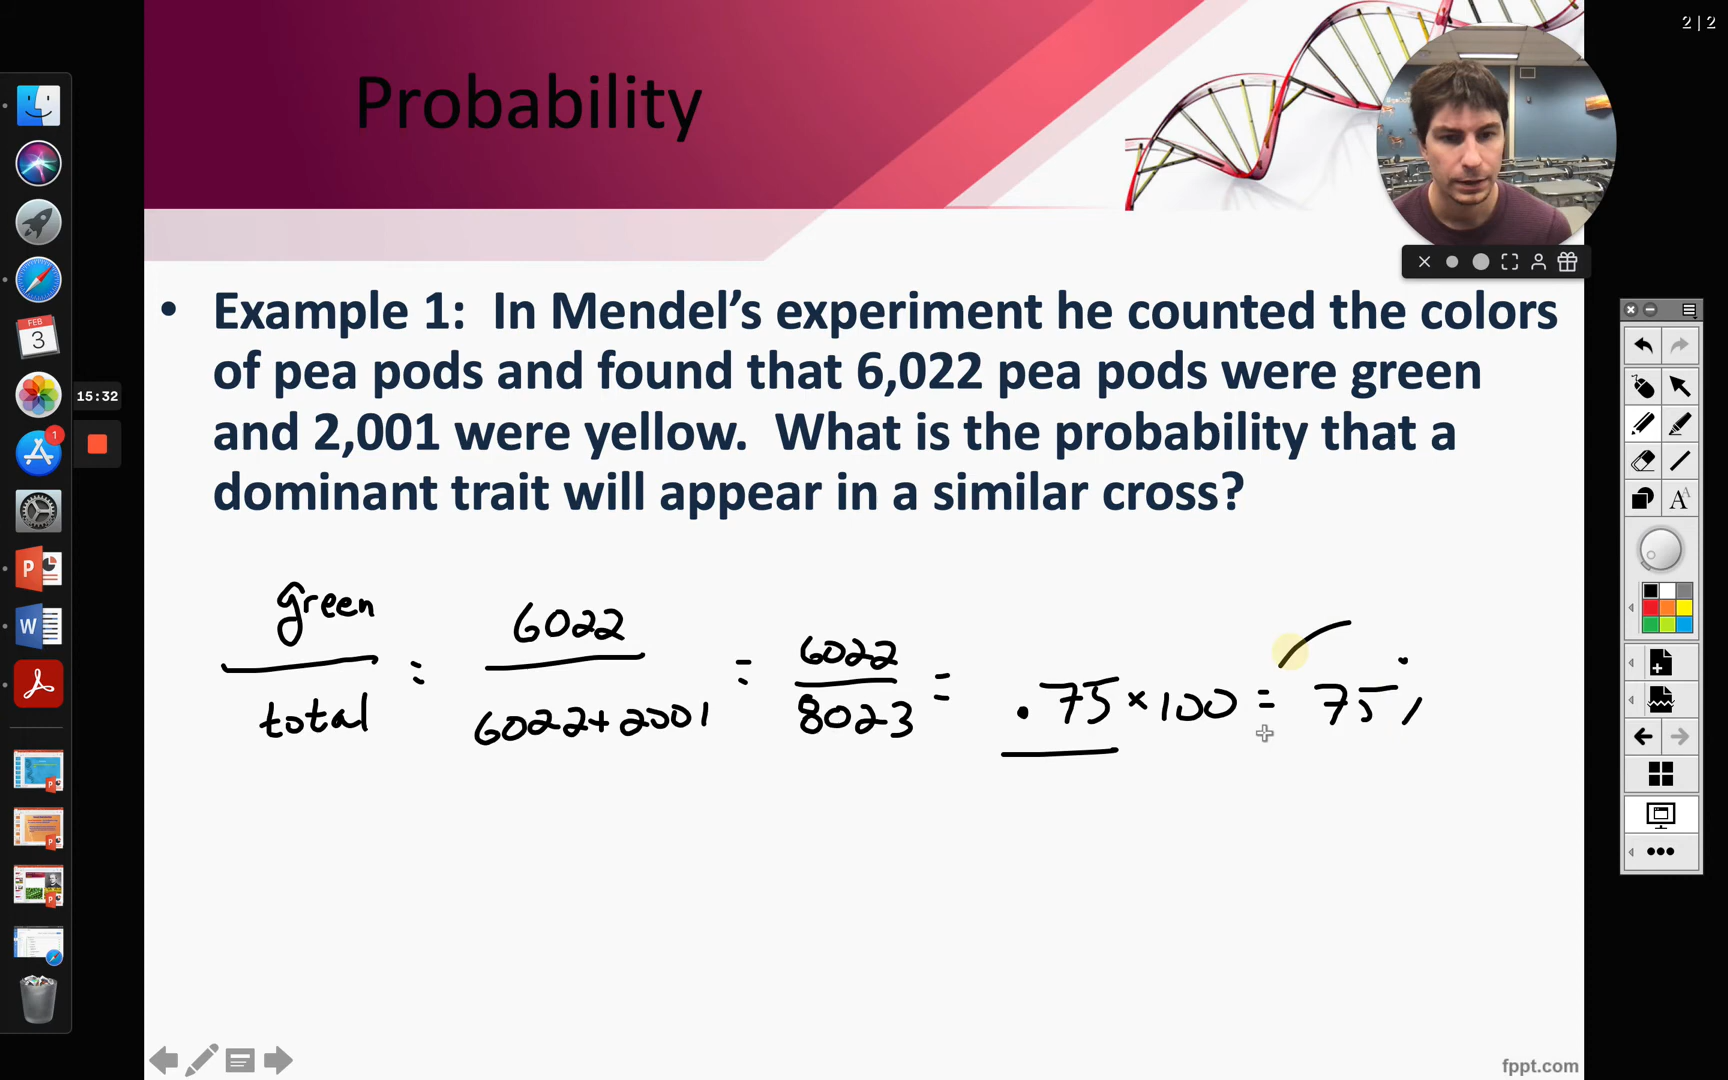 2 | 2
Probability
FEB
3
15:32
1
• Example 1: In Mendel’s experiment he counted the colors
of pea pods and found that 6,022 pea pods were green
and 2,001 were yellow. What is the probability that a
dominant trait will appear in a similar cross?
green / total = 6022 / 6022+2001 = 6022 / 8023 = .75 × 100 = 75%
P
W
A
fppt.com